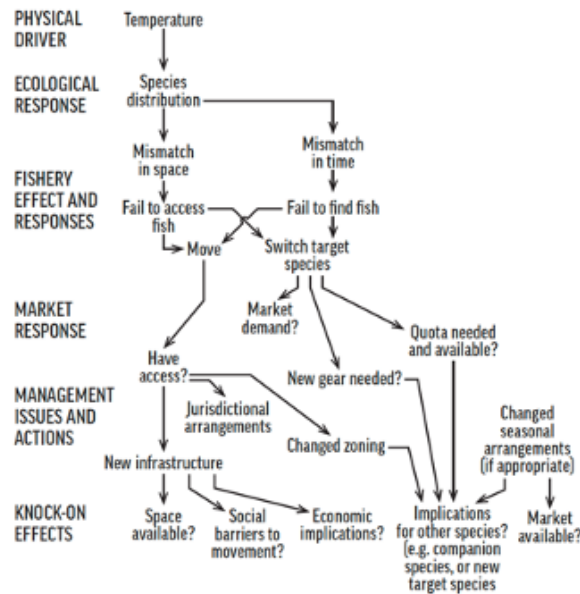 PHYSICAL
DRIVER
Temperature
ECOLOGICAL
RESPONSE
Species
distribution
Mismatch
in space
Mismatch
in time
FISHERY
EFFECT AND
RESPONSES
Fail to access
fish
Fail to find fish
Move
Switch target
species
MARKET
RESPONSE
Market
demand?
Quota needed
and available?
Have
access?
New gear needed?
MANAGEMENT
ISSUES AND
ACTIONS
Jurisdictional
arrangements
Changed zoning
Changed
seasonal
arrangements
(if appropriate)
New infrastructure
KNOCK-ON
EFFECTS
Space
available?
Social
barriers to
movement?
Economic
implications?
Implications
for other species?
(e.g. companion
species, or new
target species
Market
available?